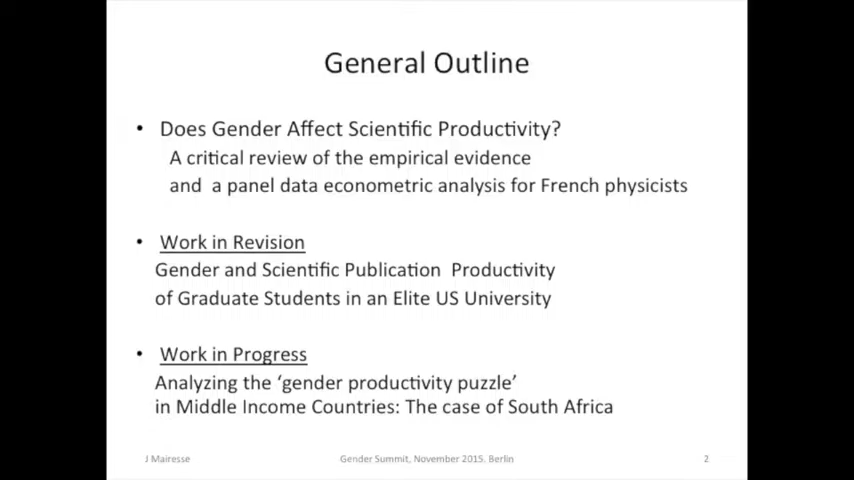 General Outline
• Does Gender Affect Scientific Productivity?
A critical review of the empirical evidence
and a panel data econometric analysis for French physicists
• Work in Revision
Gender and Scientific Publication Productivity
of Graduate Students in an Elite US University
• Work in Progress
Analyzing the ‘gender productivity puzzle’
in Middle Income Countries: The case of South Africa
J Mairesse Gender Summit, November 2015. Berlin 2